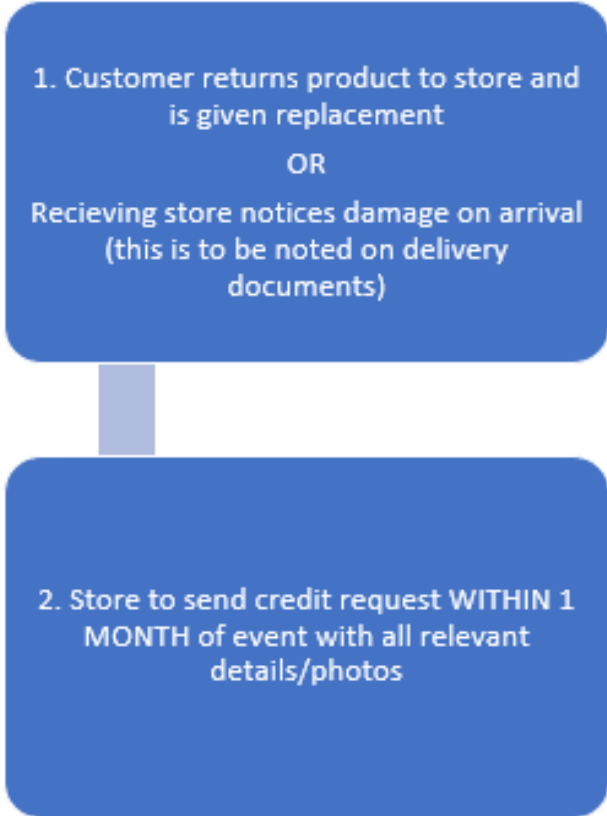 1. Customer returns product to store and
is given replacement
OR
Recieving store notices damage on arrival
(this is to be noted on delivery
documents)
2. Store to send credit request WITHIN 1
MONTH of event with all relevant
details/photos